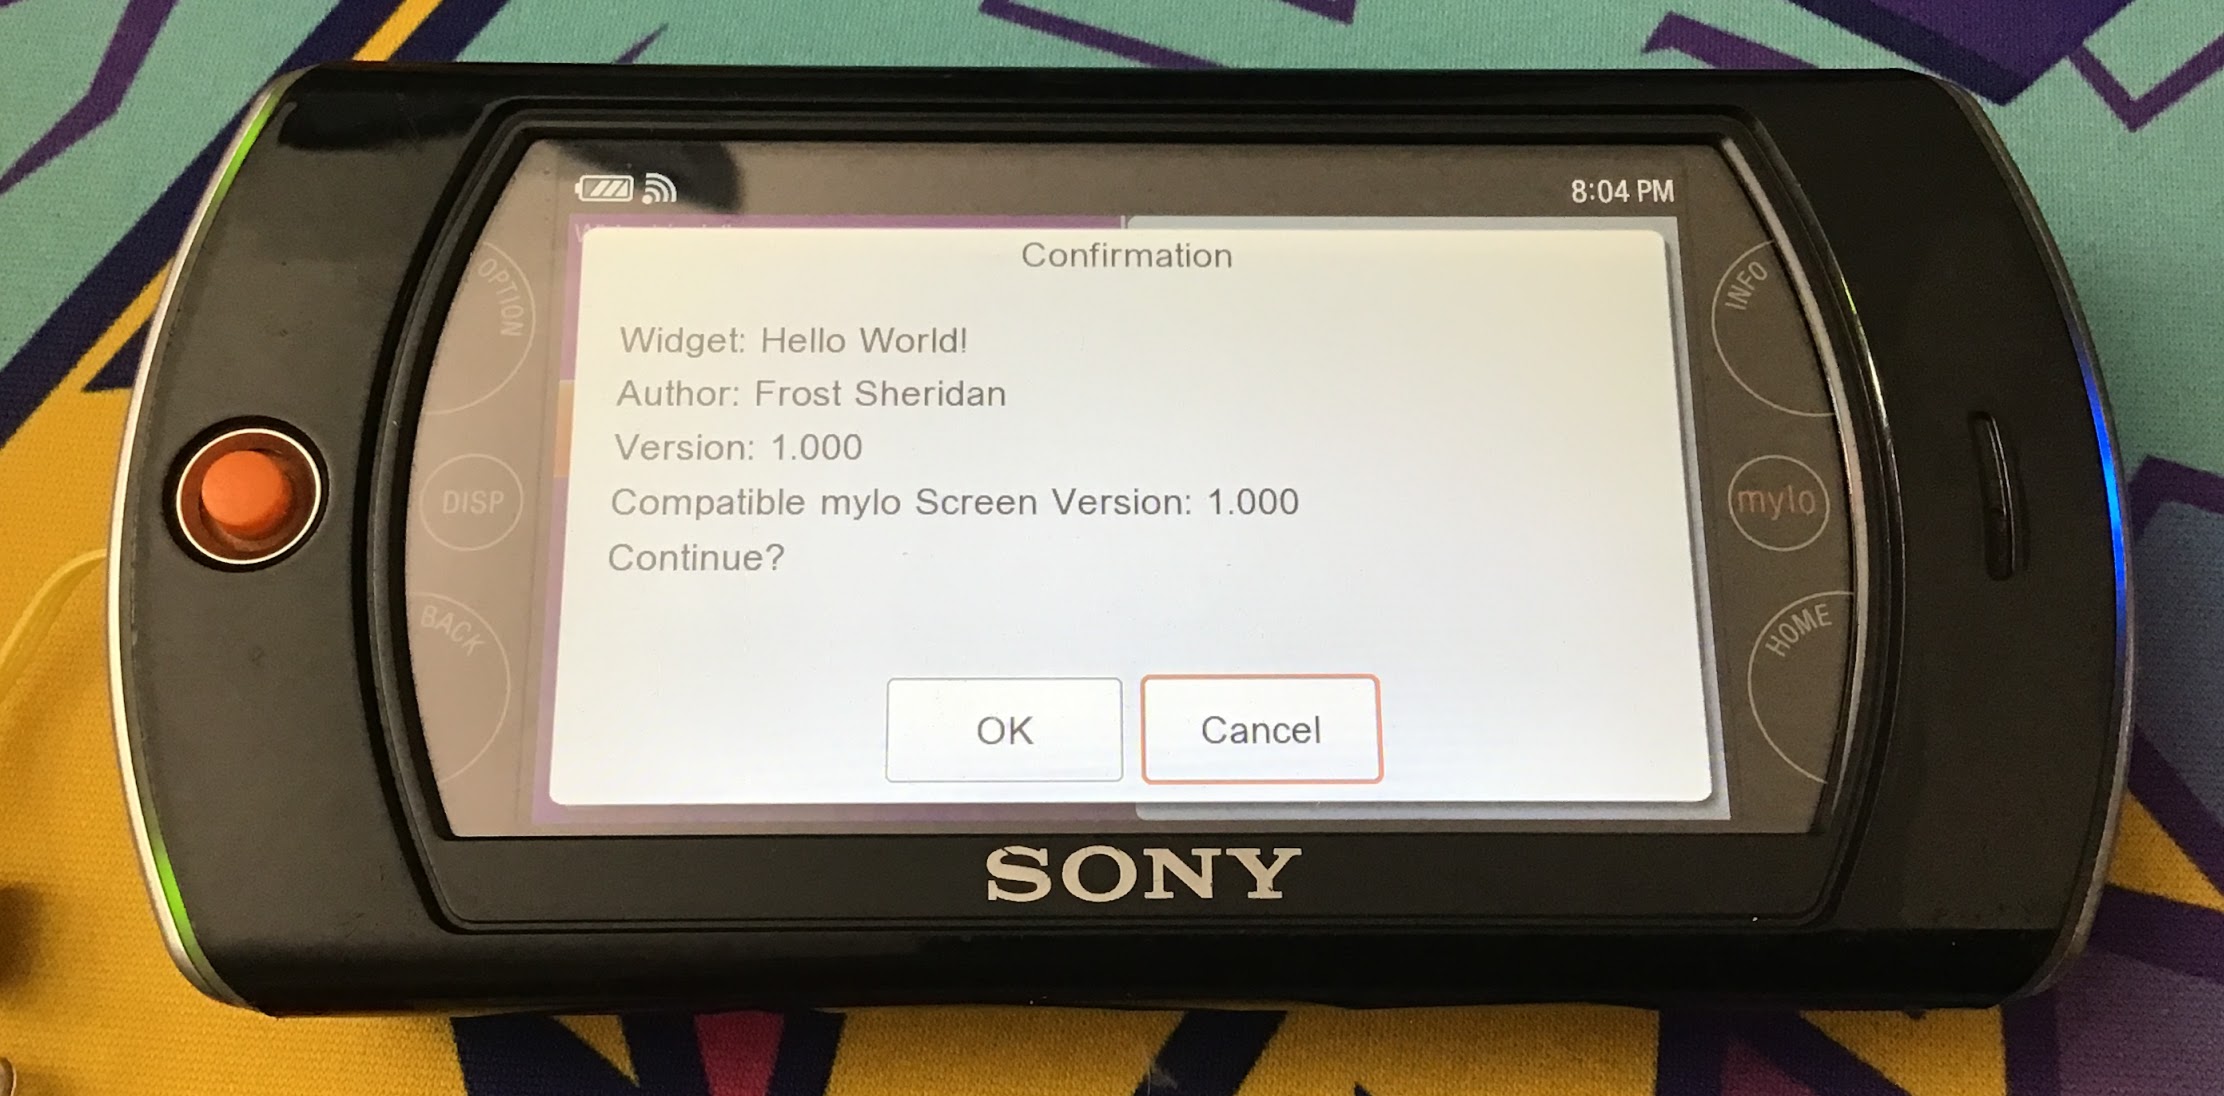 8:04 PM
OPTION
INFO
Confirmation
Widget: Hello World!
Author: Frost Sheridan
Version: 1.000
DISP
Compatible mylo Screen Version: 1.000
mylo
Continue?
BACK
HOME
OK
Cancel
SONY